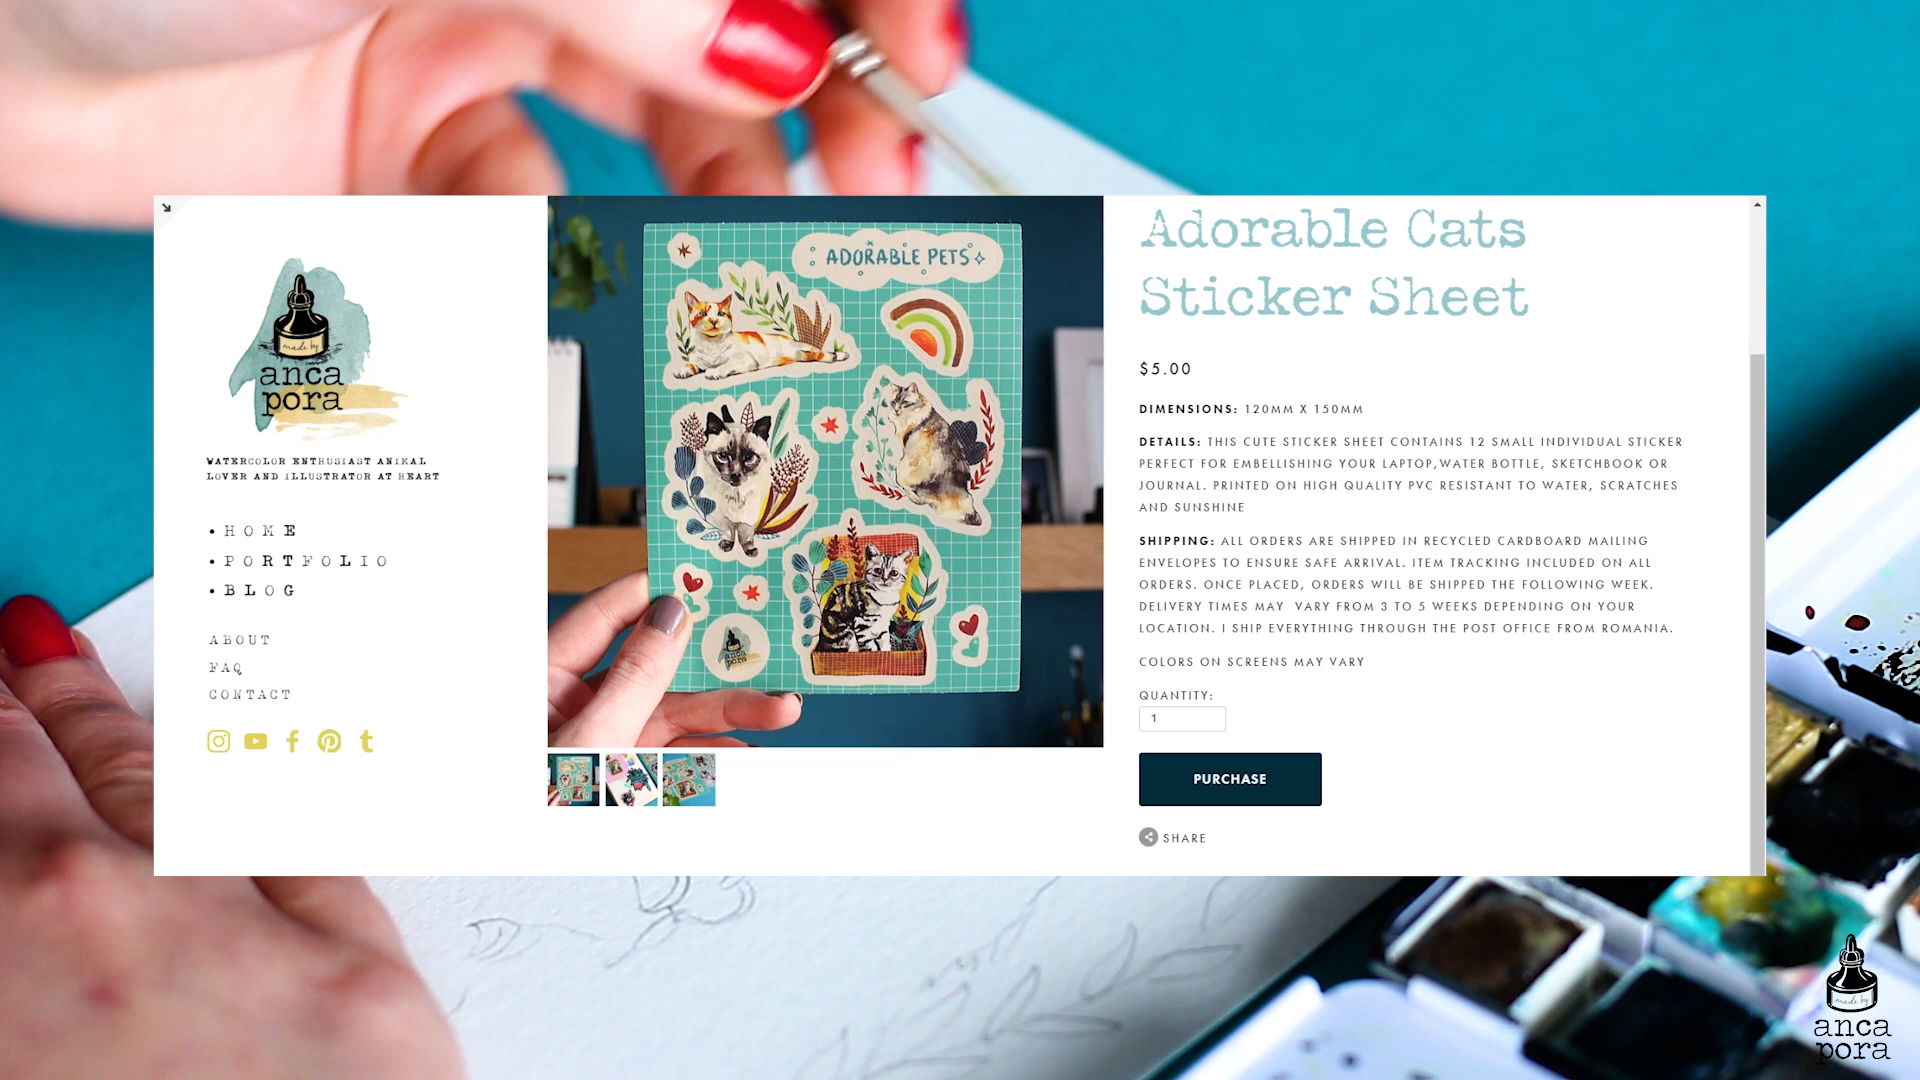 made by
anca
pora
WATERCOLOR ENTHUSIAST ANIMAL
LOVER AND ILLUSTRATOR AT HEART
• HOME
• PORTFOLIO
• BLOG
ABOUT
FAQ
CONTACT
ADORABLE PETS
anca
pora
Adorable Cats
Sticker Sheet
$5.00
DIMENSIONS: 120MM X 150MM
DETAILS: THIS CUTE STICKER SHEET CONTAINS 12 SMALL INDIVIDUAL STICKER
PERFECT FOR EMBELLISHING YOUR LAPTOP,WATER BOTTLE, SKETCHBOOK OR
JOURNAL. PRINTED ON HIGH QUALITY PVC RESISTANT TO WATER, SCRATCHES
AND SUNSHINE
SHIPPING: ALL ORDERS ARE SHIPPED IN RECYCLED CARDBOARD MAILING
ENVELOPES TO ENSURE SAFE ARRIVAL. ITEM TRACKING INCLUDED ON ALL
ORDERS. ONCE PLACED, ORDERS WILL BE SHIPPED THE FOLLOWING WEEK.
DELIVERY TIMES MAY VARY FROM 3 TO 5 WEEKS DEPENDING ON YOUR
LOCATION. I SHIP EVERYTHING THROUGH THE POST OFFICE FROM ROMANIA.
COLORS ON SCREENS MAY VARY
QUANTITY:
1
PURCHASE
SHARE
made by
anca
pora